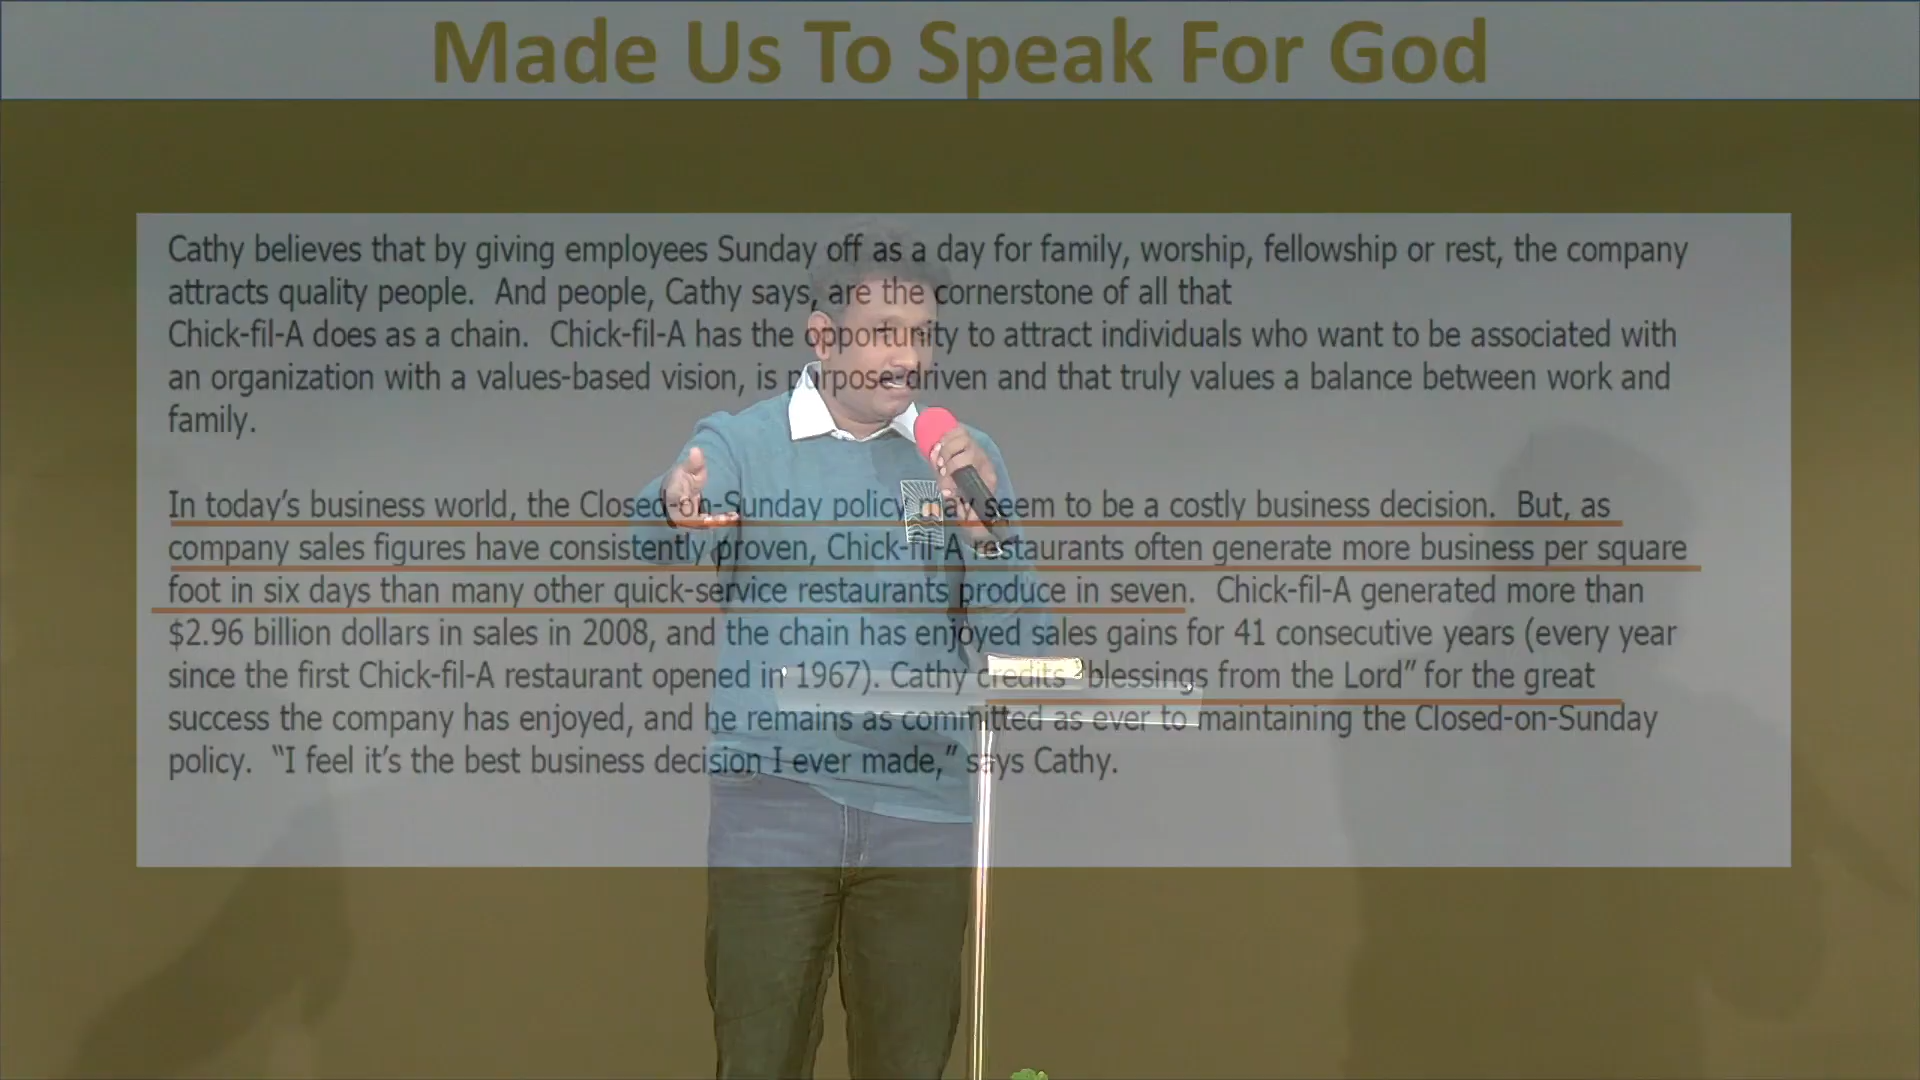 Made Us To Speak For God
Cathy believes that by giving employees Sunday off as a day for family, worship, fellowship or rest, the company
attracts quality people.  And people, Cathy says, are the cornerstone of all that
Chick-fil-A does as a chain.  Chick-fil-A has the opportunity to attract individuals who want to be associated with
an organization with a values-based vision, is purpose driven and that truly values a balance between work and
family.
In today’s business world, the Closed-on-Sunday policy may seem to be a costly business decision.  But, as
company sales figures have consistently proven, Chick-fil-A restaurants often generate more business per square
foot in six days than many other quick-service restaurants produce in seven.  Chick-fil-A generated more than
$2.96 billion dollars in sales in 2008, and the chain has enjoyed sales gains for 41 consecutive years (every year
since the first Chick-fil-A restaurant opened in 1967). Cathy credits “blessings from the Lord” for the great
success the company has enjoyed, and he remains as committed as ever to maintaining the Closed-on-Sunday
policy.  “I feel it’s the best business decision I ever made,” says Cathy.